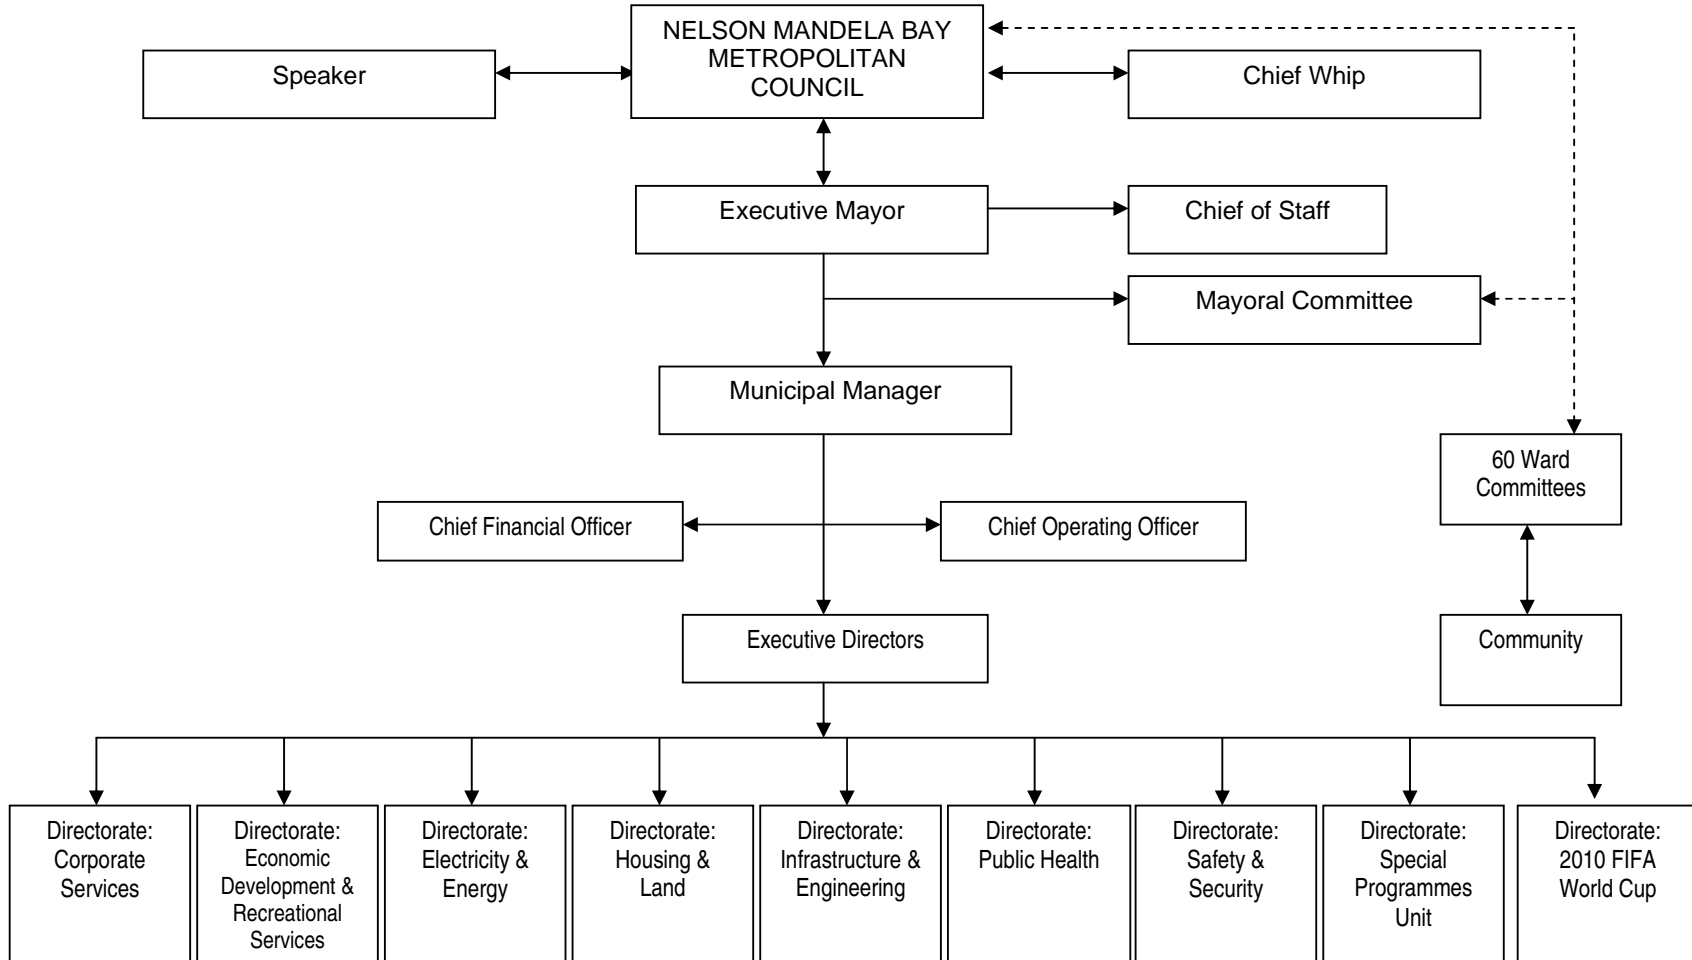 NELSON MANDELA BAY
METROPOLITAN
COUNCIL
Speaker
Chief Whip
Executive Mayor
Chief of Staff
Mayoral Committee
Municipal Manager
60 Ward
Committees
Chief Financial Officer
Chief Operating Officer
Executive Directors
Community
Directorate:
Corporate
Services
Directorate:
Economic
Development &
Recreational
Services
Directorate:
Electricity &
Energy
Directorate:
Housing &
Land
Directorate:
Infrastructure &
Engineering
Directorate:
Public Health
Directorate:
Safety &
Security
Directorate:
Special
Programmes
Unit
Directorate:
2010 FIFA
World Cup